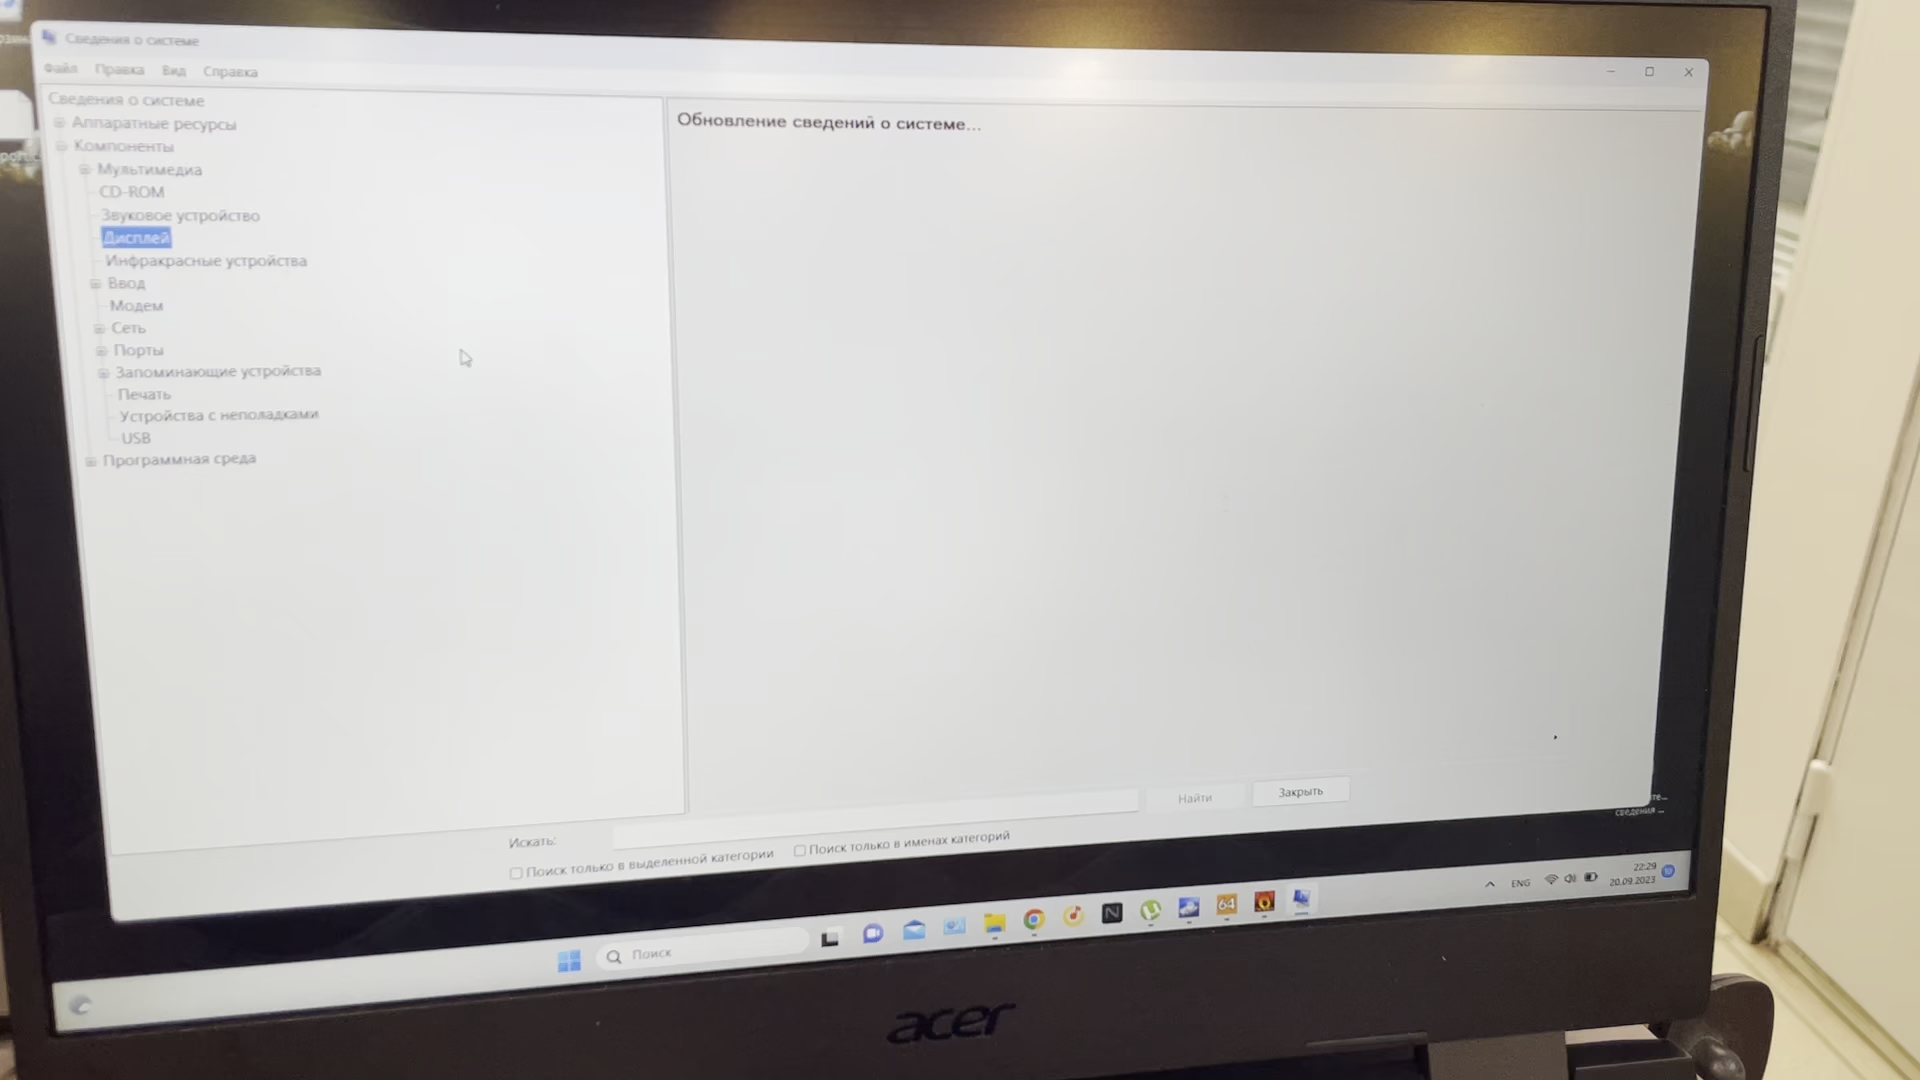 Сведения о системе
Файл Правка Вид Справка
Сведения о системе
Аппаратные ресурсы
Компоненты
Мультимедиа
CD-ROM
Звуковое устройство
Дисплей
Инфракрасные устройства
Ввод
Модем
Сеть
Порты
Запоминающие устройства
Печать
Устройства с неполадками
USB
Программная среда
Обновление сведений о системе...
Искать:
Найти
Закрыть
Поиск только в выделенной категории
Поиск только в именах категорий
сведения ...
Поиск
64
ENG
22:29
20.09.2023
acer